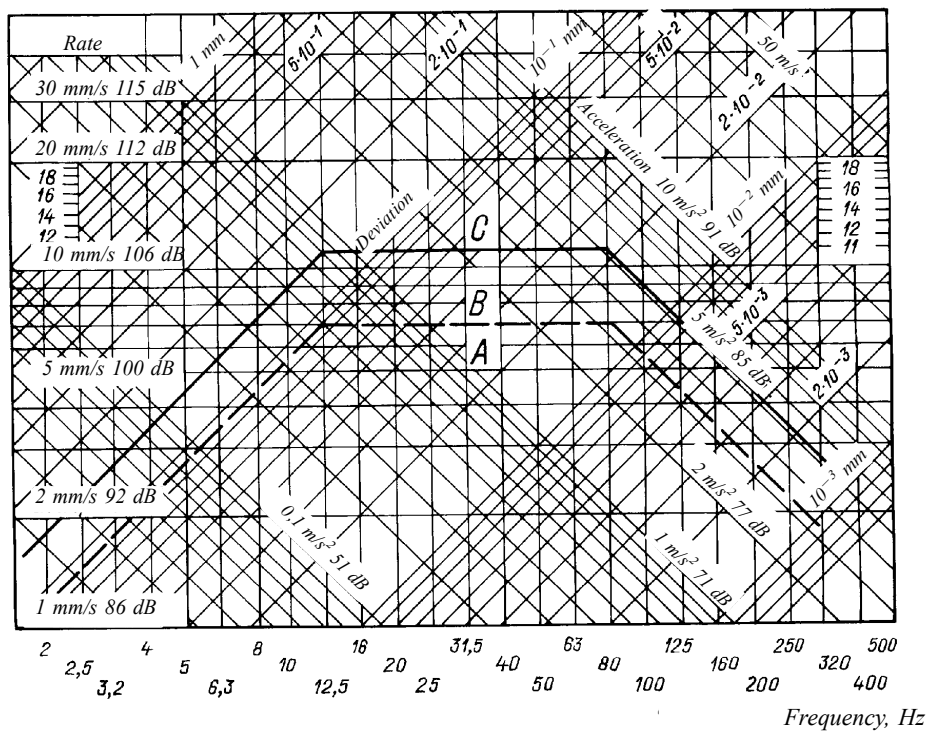 Rate
30 mm/s 115 dB
20 mm/s 112 dB
18
16
14
12
10 mm/s 106 dB
5 mm/s 100 dB
2 mm/s 92 dB
1 mm/s 86 dB
1 mm
6·10⁻¹
2·10⁻¹
10⁻¹ mm
5·10⁻²
50 m/s²
2·10⁻²
Deviation
Acceleration 10 m/s² 91 dB
10⁻² mm
18
16
14
12
11
C
B
A
5·10⁻³
5 m/s² 85 dB
2·10⁻³
10⁻³ mm
2 m/s² 77 dB
0,1 m/s² 51 dB
1 m/s² 71 dB
2 4 8 16 31,5 63 125 250 500
2,5 5 10 20 40 80 160 320
3,2 6,3 12,5 25 50 100 200 400
Frequency, Hz